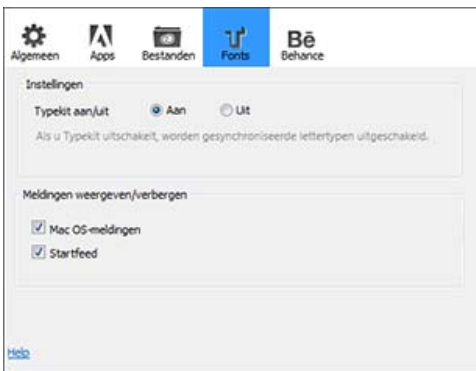 Algemeen Apps Bestanden Fonts Behance
Instellingen
Typekit aan/uit Aan Uit
Als u Typekit uitschakelt, worden gesynchroniseerde lettertypen uitgeschakeld.
Meldingen weergeven/verbergen
Mac OS-meldingen
Startfeed
Help